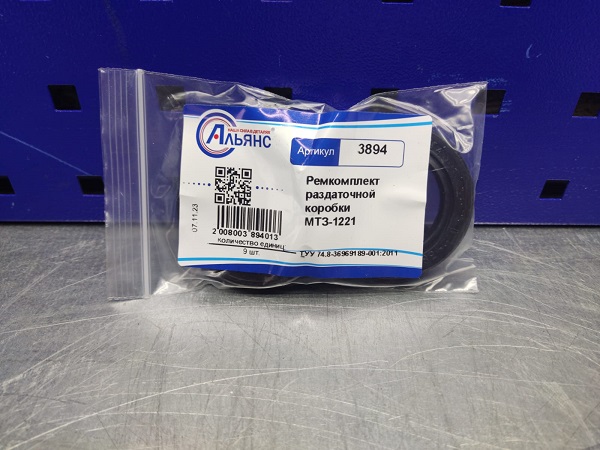 Альянс
Артикул 3894
Ремкомплект
раздаточной
коробки
МТЗ-1221
07.11.23
2 008003 894013
количество единиц
9 шт.
ТУУ 74.8-36969189-001:2011